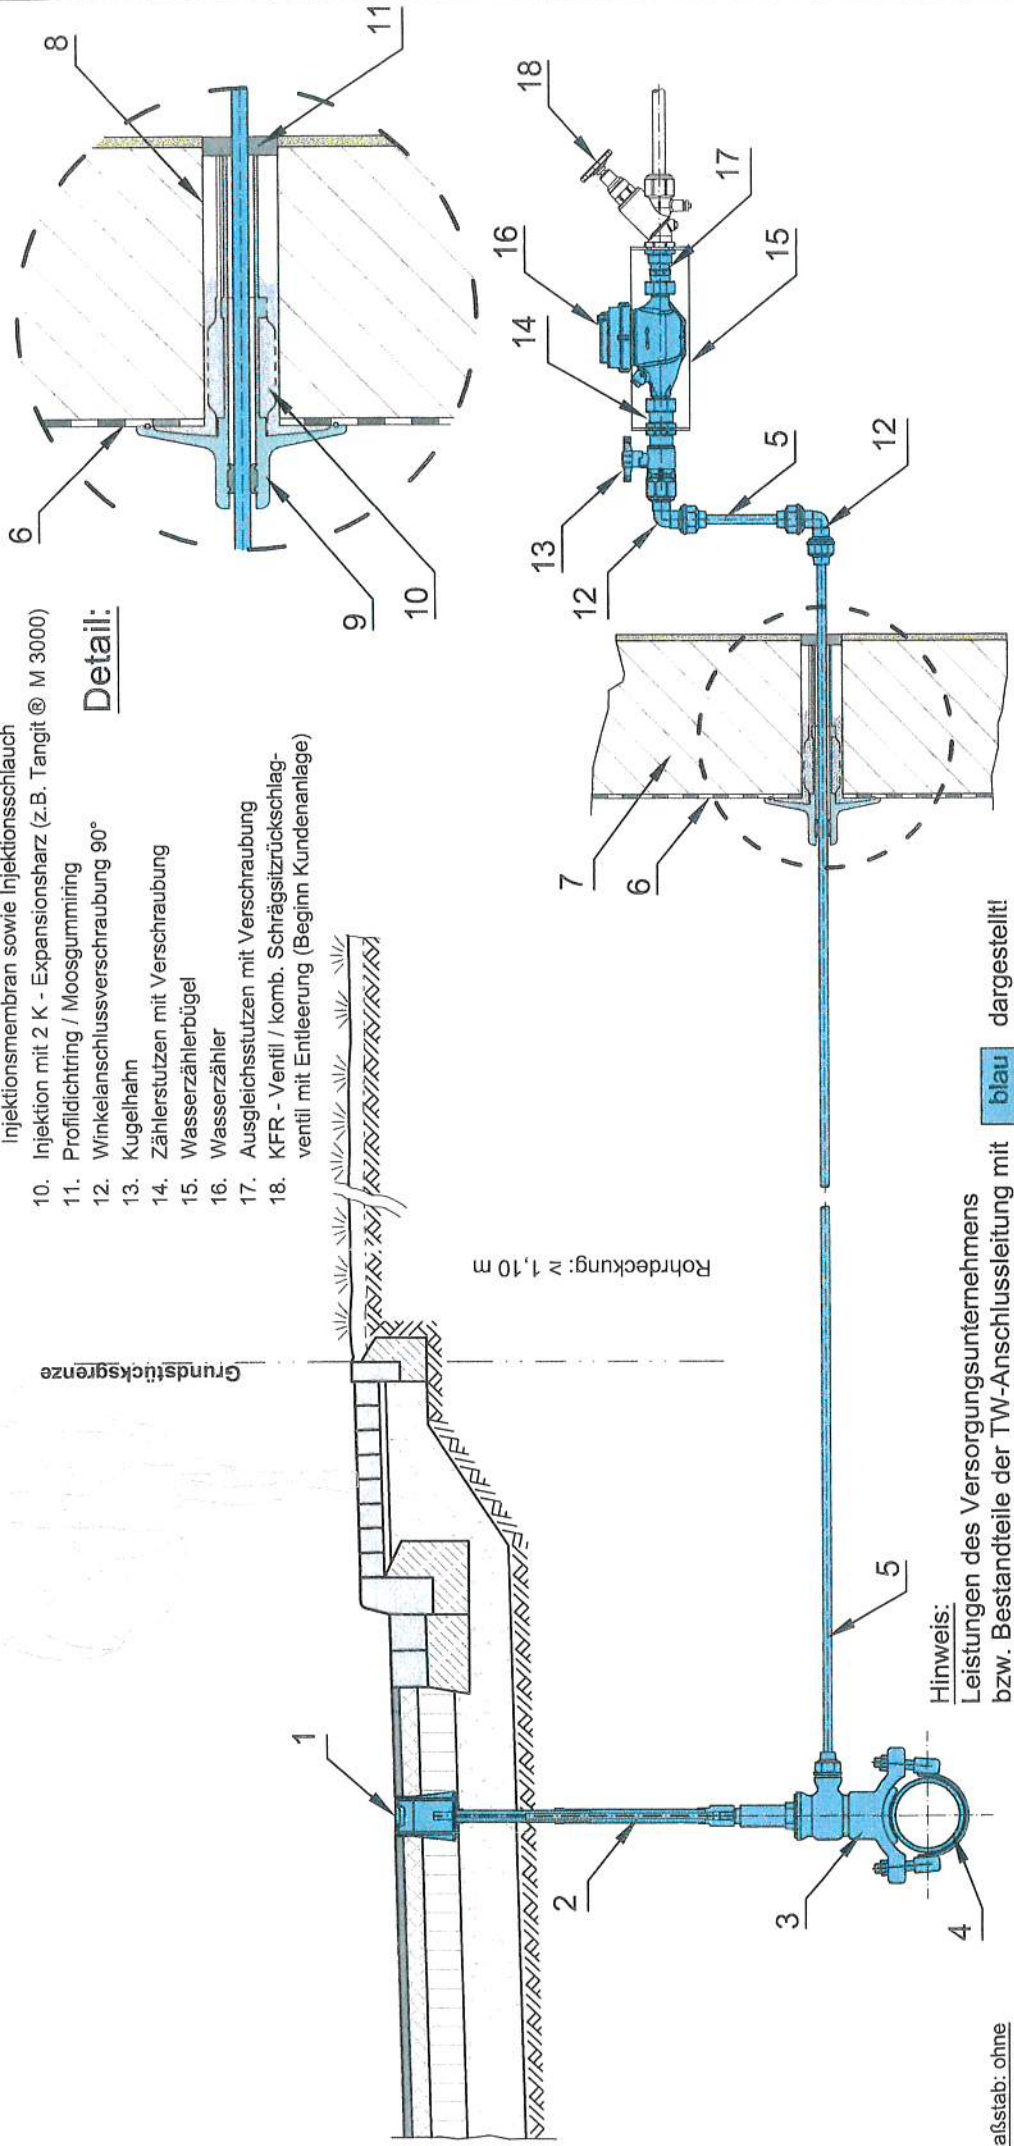 Injektionsmembran sowie Injektionsschlauch
10. Injektion mit 2 K - Expansionsharz (z.B. Tangit ® M 3000)
11. Profildichtring / Moosgummiring
12. Winkelanschlussverschraubung 90°
13. Kugelhahn
14. Zählerstutzen mit Verschraubung
15. Wasserzählerbügel
16. Wasserzähler
17. Ausgleichsstutzen mit Verschraubung
18. KFR - Ventil / komb. Schrägsitzrückschlag-
ventil mit Entleerung (Beginn Kundenanlage)
Detail:
6
8
11
9
10
Grundstücksgrenze
Rohrdeckung: ≥ 1,10 m
1
2
3
4
5
7
6
12
13
12
5
14
16
15
17
18
Hinweis:
Leistungen des Versorgungsunternehmens
bzw. Bestandteile der TW-Anschlussleitung mit blau dargestellt!
aßstab: ohne